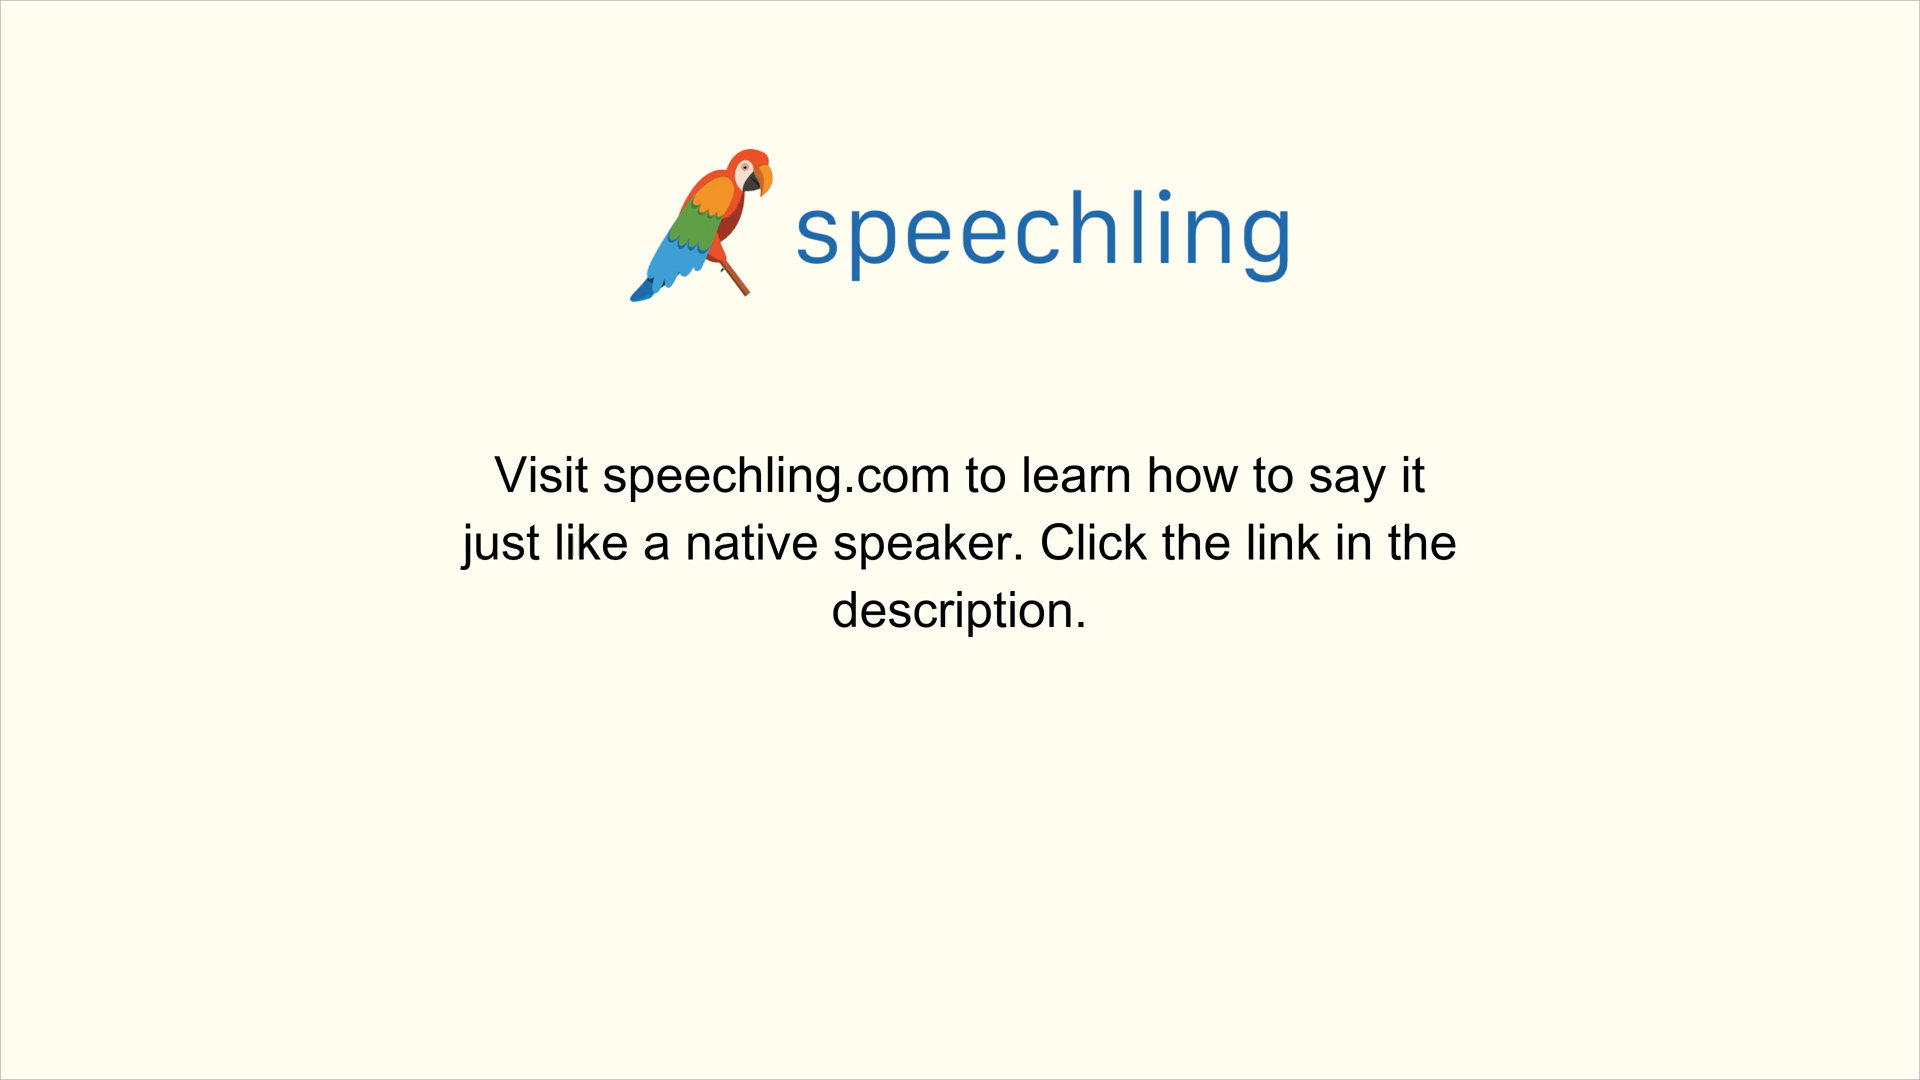 speechling
Visit speechling.com to learn how to say it
just like a native speaker. Click the link in the
description.